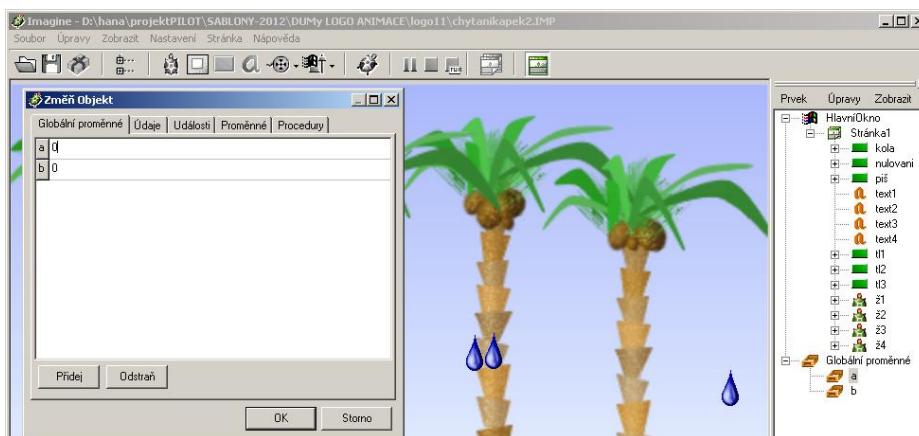 Imagine - D:\hana\projektPILOT\SABLONY-2012\DUMy LOGO ANIMACE\logo11\chytanikapek2.IMP
Soubor Úpravy Zobrazit Nastavení Stránka Nápověda
Změň Objekt
Globální proměnné Údaje Události Proměnné Procedury
a 0
b 0
Přidej Odstraň
OK Storno
Prvek Úpravy Zobrazit
HlavníOkno
Stránka1
kola
nulovani
piš
text1
text2
text3
text4
tl1
tl2
tl3
ž1
ž2
ž3
ž4
Globální proměnné
a
b